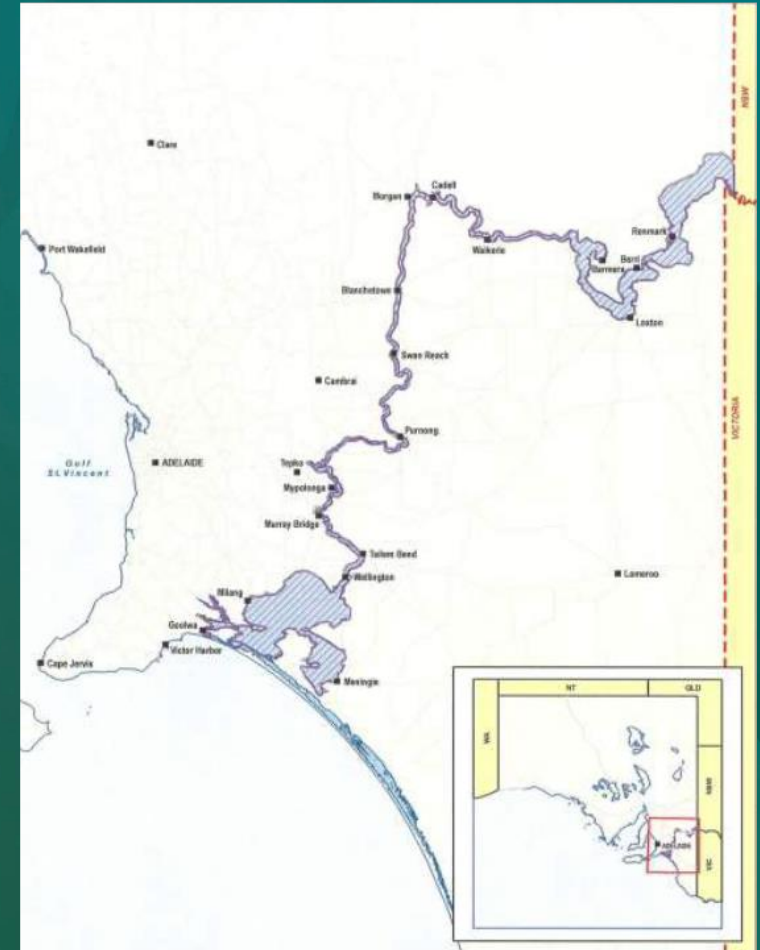 NSW
Clare
Cadell
Morgan
Renmark
Waikerie
Port Wakefield
Berri
Barmera
Blanchetown
Loxton
Swan Reach
Cambrai
VICTORIA
Purnong
Gulf
St. Vincent
ADELAIDE
Tepko
Mypolonga
Murray Bridge
Tailem Bend
Wellington
Lameroo
Milang
Goolwa
Victor Harbor
Cape Jervis
Meningie
NT
QLD
WA
NSW
ADELAIDE
VIC